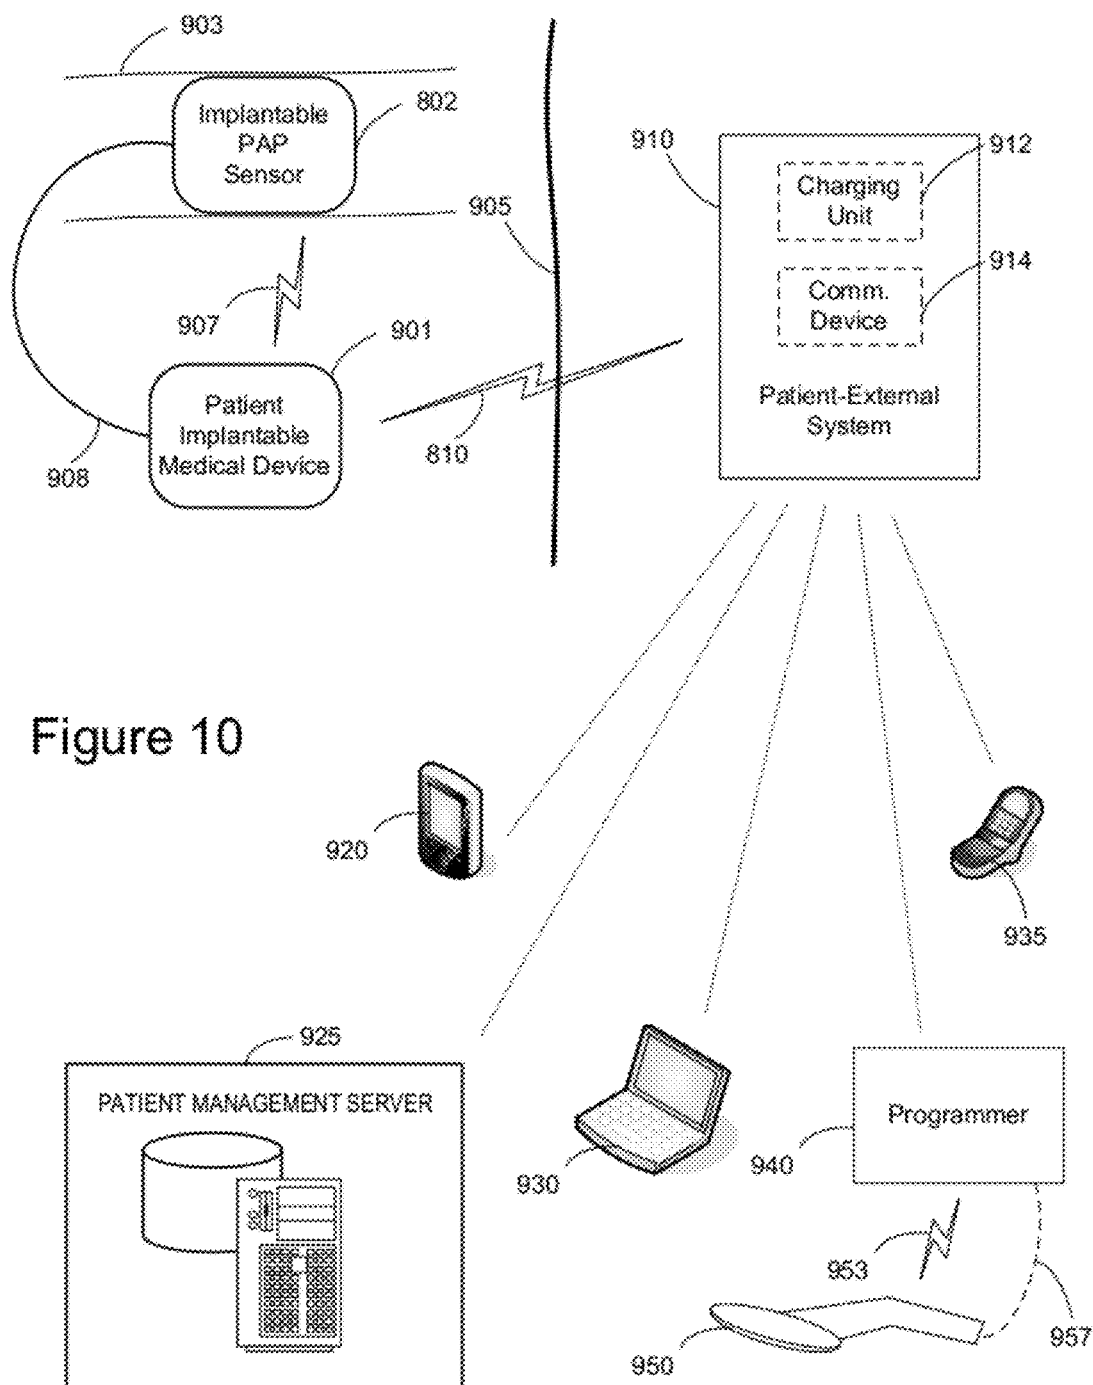 903
Implantable
PAP
Sensor
802
910
912
Charging
Unit
905
914
Comm.
Device
907
901
Patient
Implantable
Medical Device
Patient-External
System
810
908
Figure 10
920
935
925
PATIENT MANAGEMENT SERVER
930
Programmer
940
953
957
950